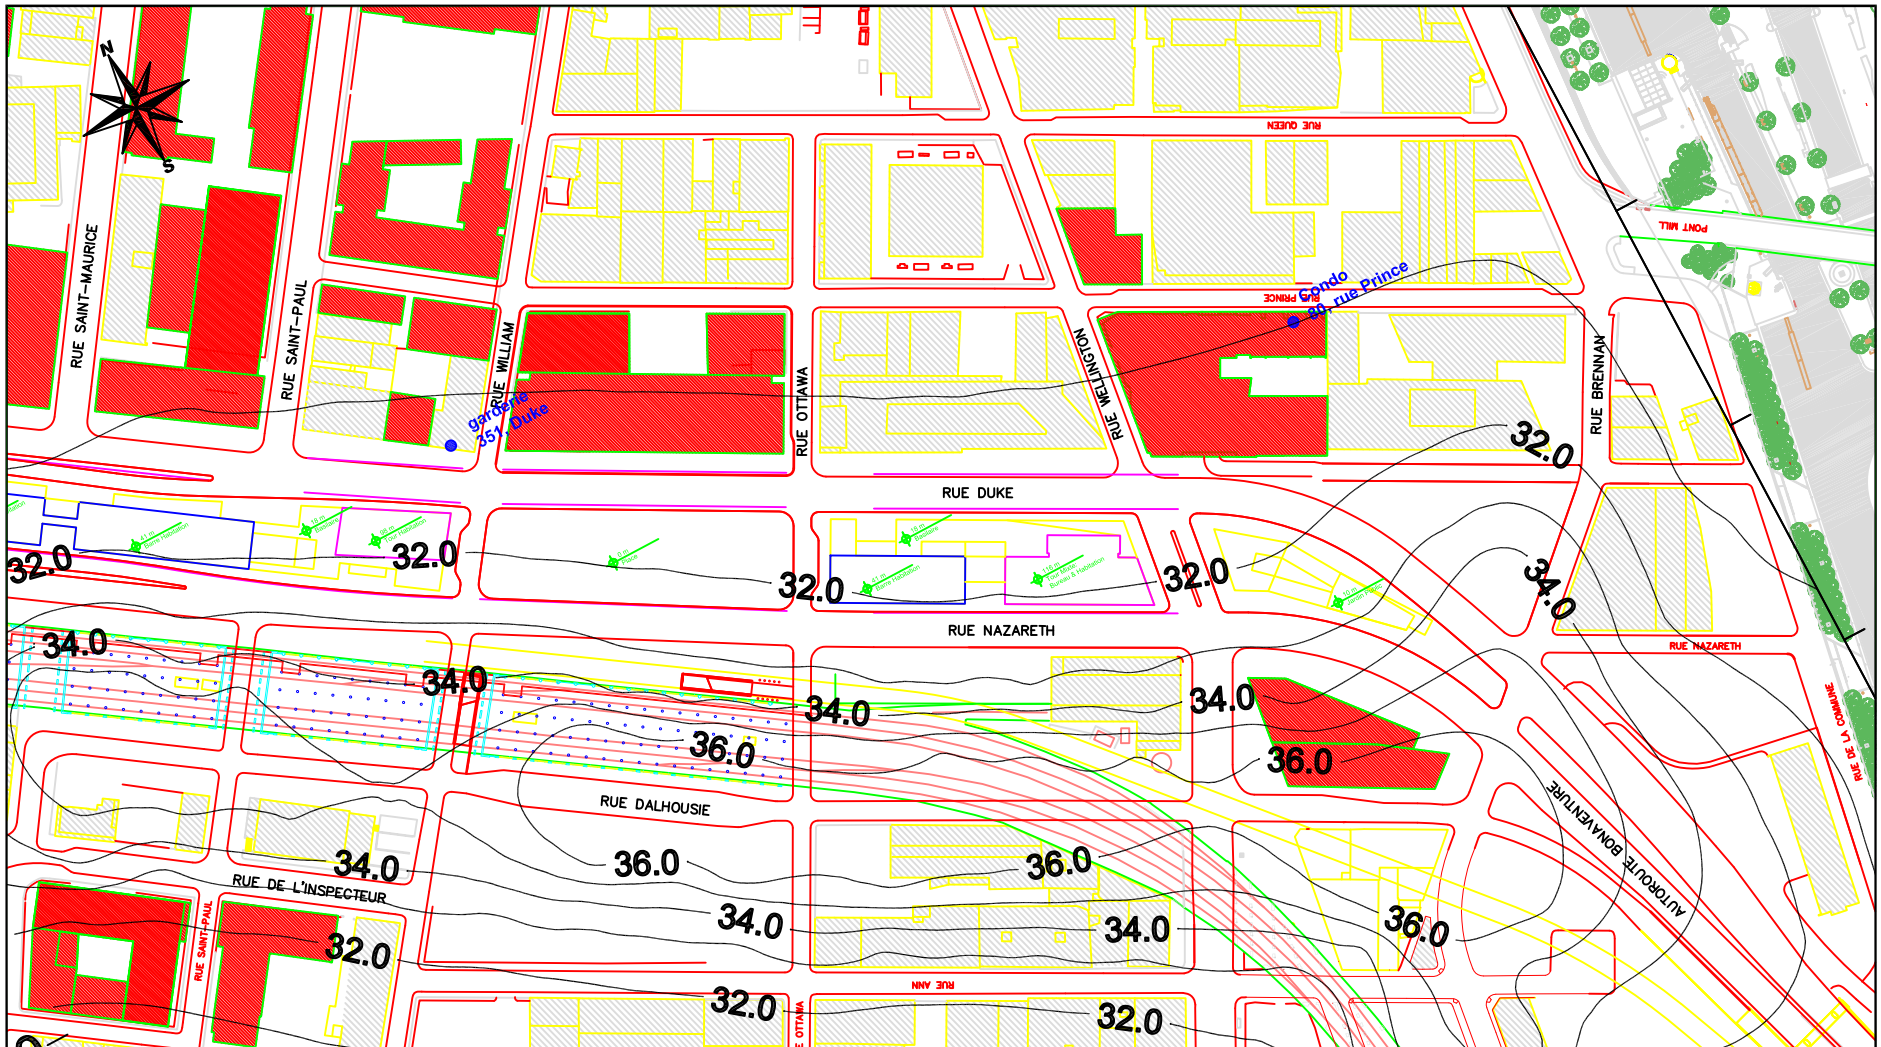 N
S
RUE QUEEN
PONT MILL
RUE SAINT-MAURICE
RUE SAINT-PAUL
RUE WILLIAM
RUE OTTAWA
RUE WELLINGTON
RUE PRINCE
Condo
80, rue Prince
RUE BRENNAN
garderie
351, Duke
32.0
RUE DUKE
32.0
32.0
32.0
32.0
34.0
RUE NAZARETH
RUE NAZARETH
34.0
34.0
34.0
34.0
36.0
36.0
RUE DE LA COMMUNE
RUE DALHOUSIE
AUTOROUTE BONAVENTURE
34.0
36.0
36.0
RUE DE L'INSPECTEUR
RUE SAINT-PAUL
34.0
34.0
36.0
32.0
RUE ANN
32.0
32.0